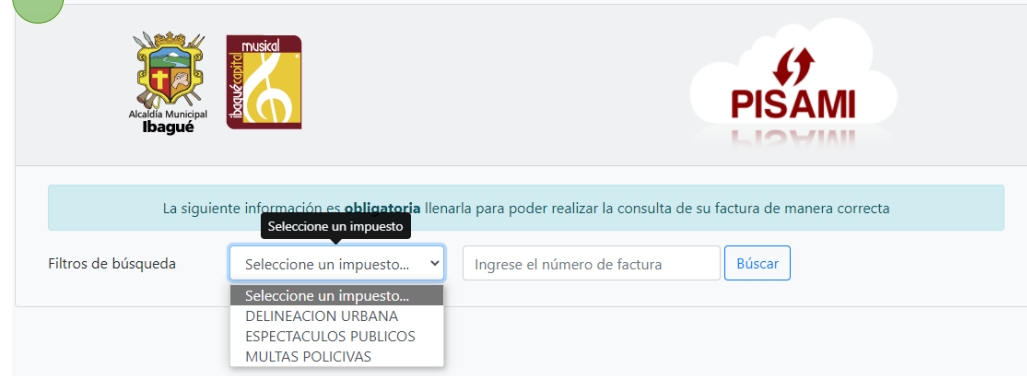 musical
ibagué capital
Alcaldía Municipal
Ibagué
PISAMI
La siguiente información es obligatoria llenarla para poder realizar la consulta de su factura de manera correcta
Seleccione un impuesto
Filtros de búsqueda
Seleccione un impuesto...
Ingrese el número de factura
Búscar
Seleccione un impuesto...
DELINEACION URBANA
ESPECTACULOS PUBLICOS
MULTAS POLICIVAS